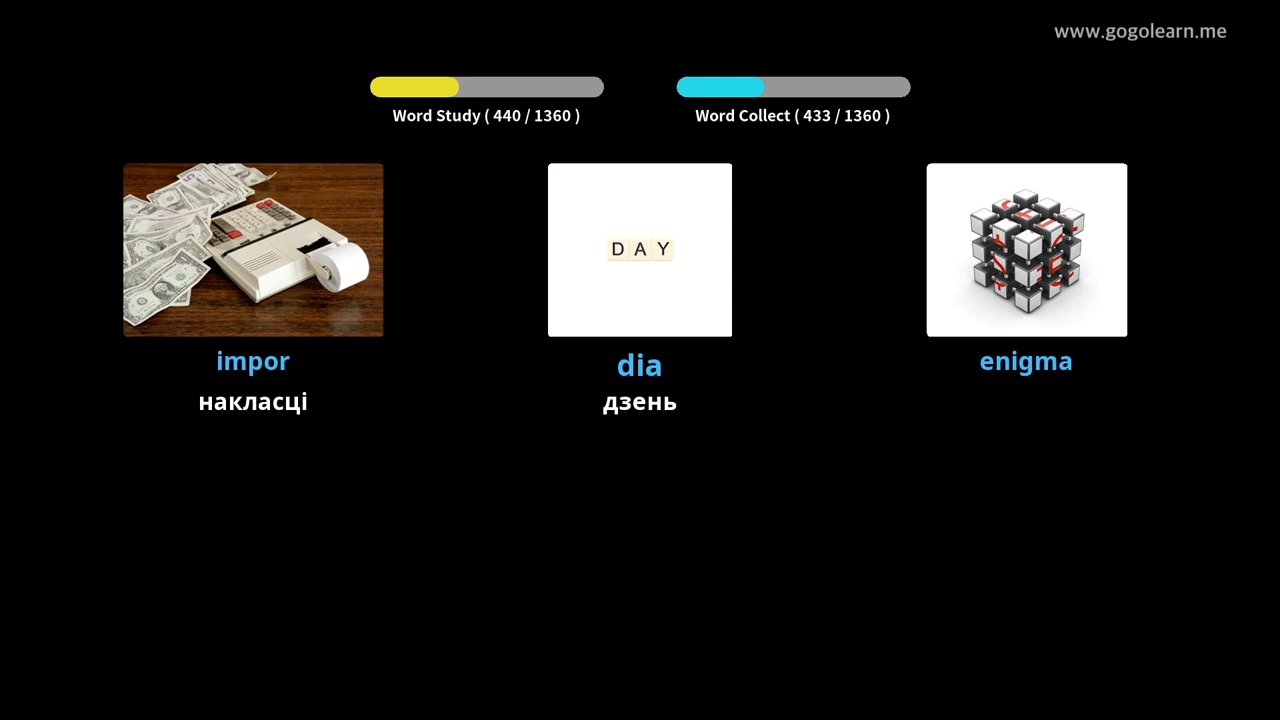 www.gogolearn.me
Word Study ( 440 / 1360 )
Word Collect ( 433 / 1360 )
DAY
impor
dia
enigma
накласці
дзень